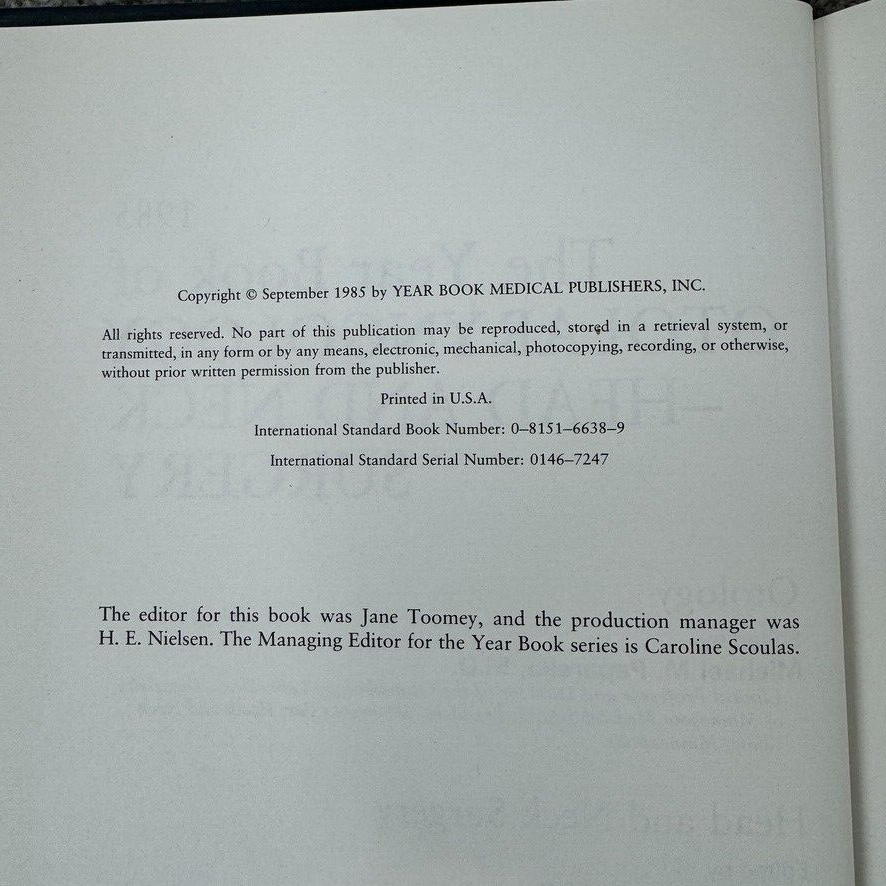 Copyright © September 1985 by YEAR BOOK MEDICAL PUBLISHERS, INC.
All rights reserved. No part of this publication may be reproduced, stored in a retrieval system, or
transmitted, in any form or by any means, electronic, mechanical, photocopying, recording, or otherwise,
without prior written permission from the publisher.
Printed in U.S.A.
International Standard Book Number: 0–8151–6638–9
International Standard Serial Number: 0146–7247
The editor for this book was Jane Toomey, and the production manager was
H. E. Nielsen. The Managing Editor for the Year Book series is Caroline Scoulas.